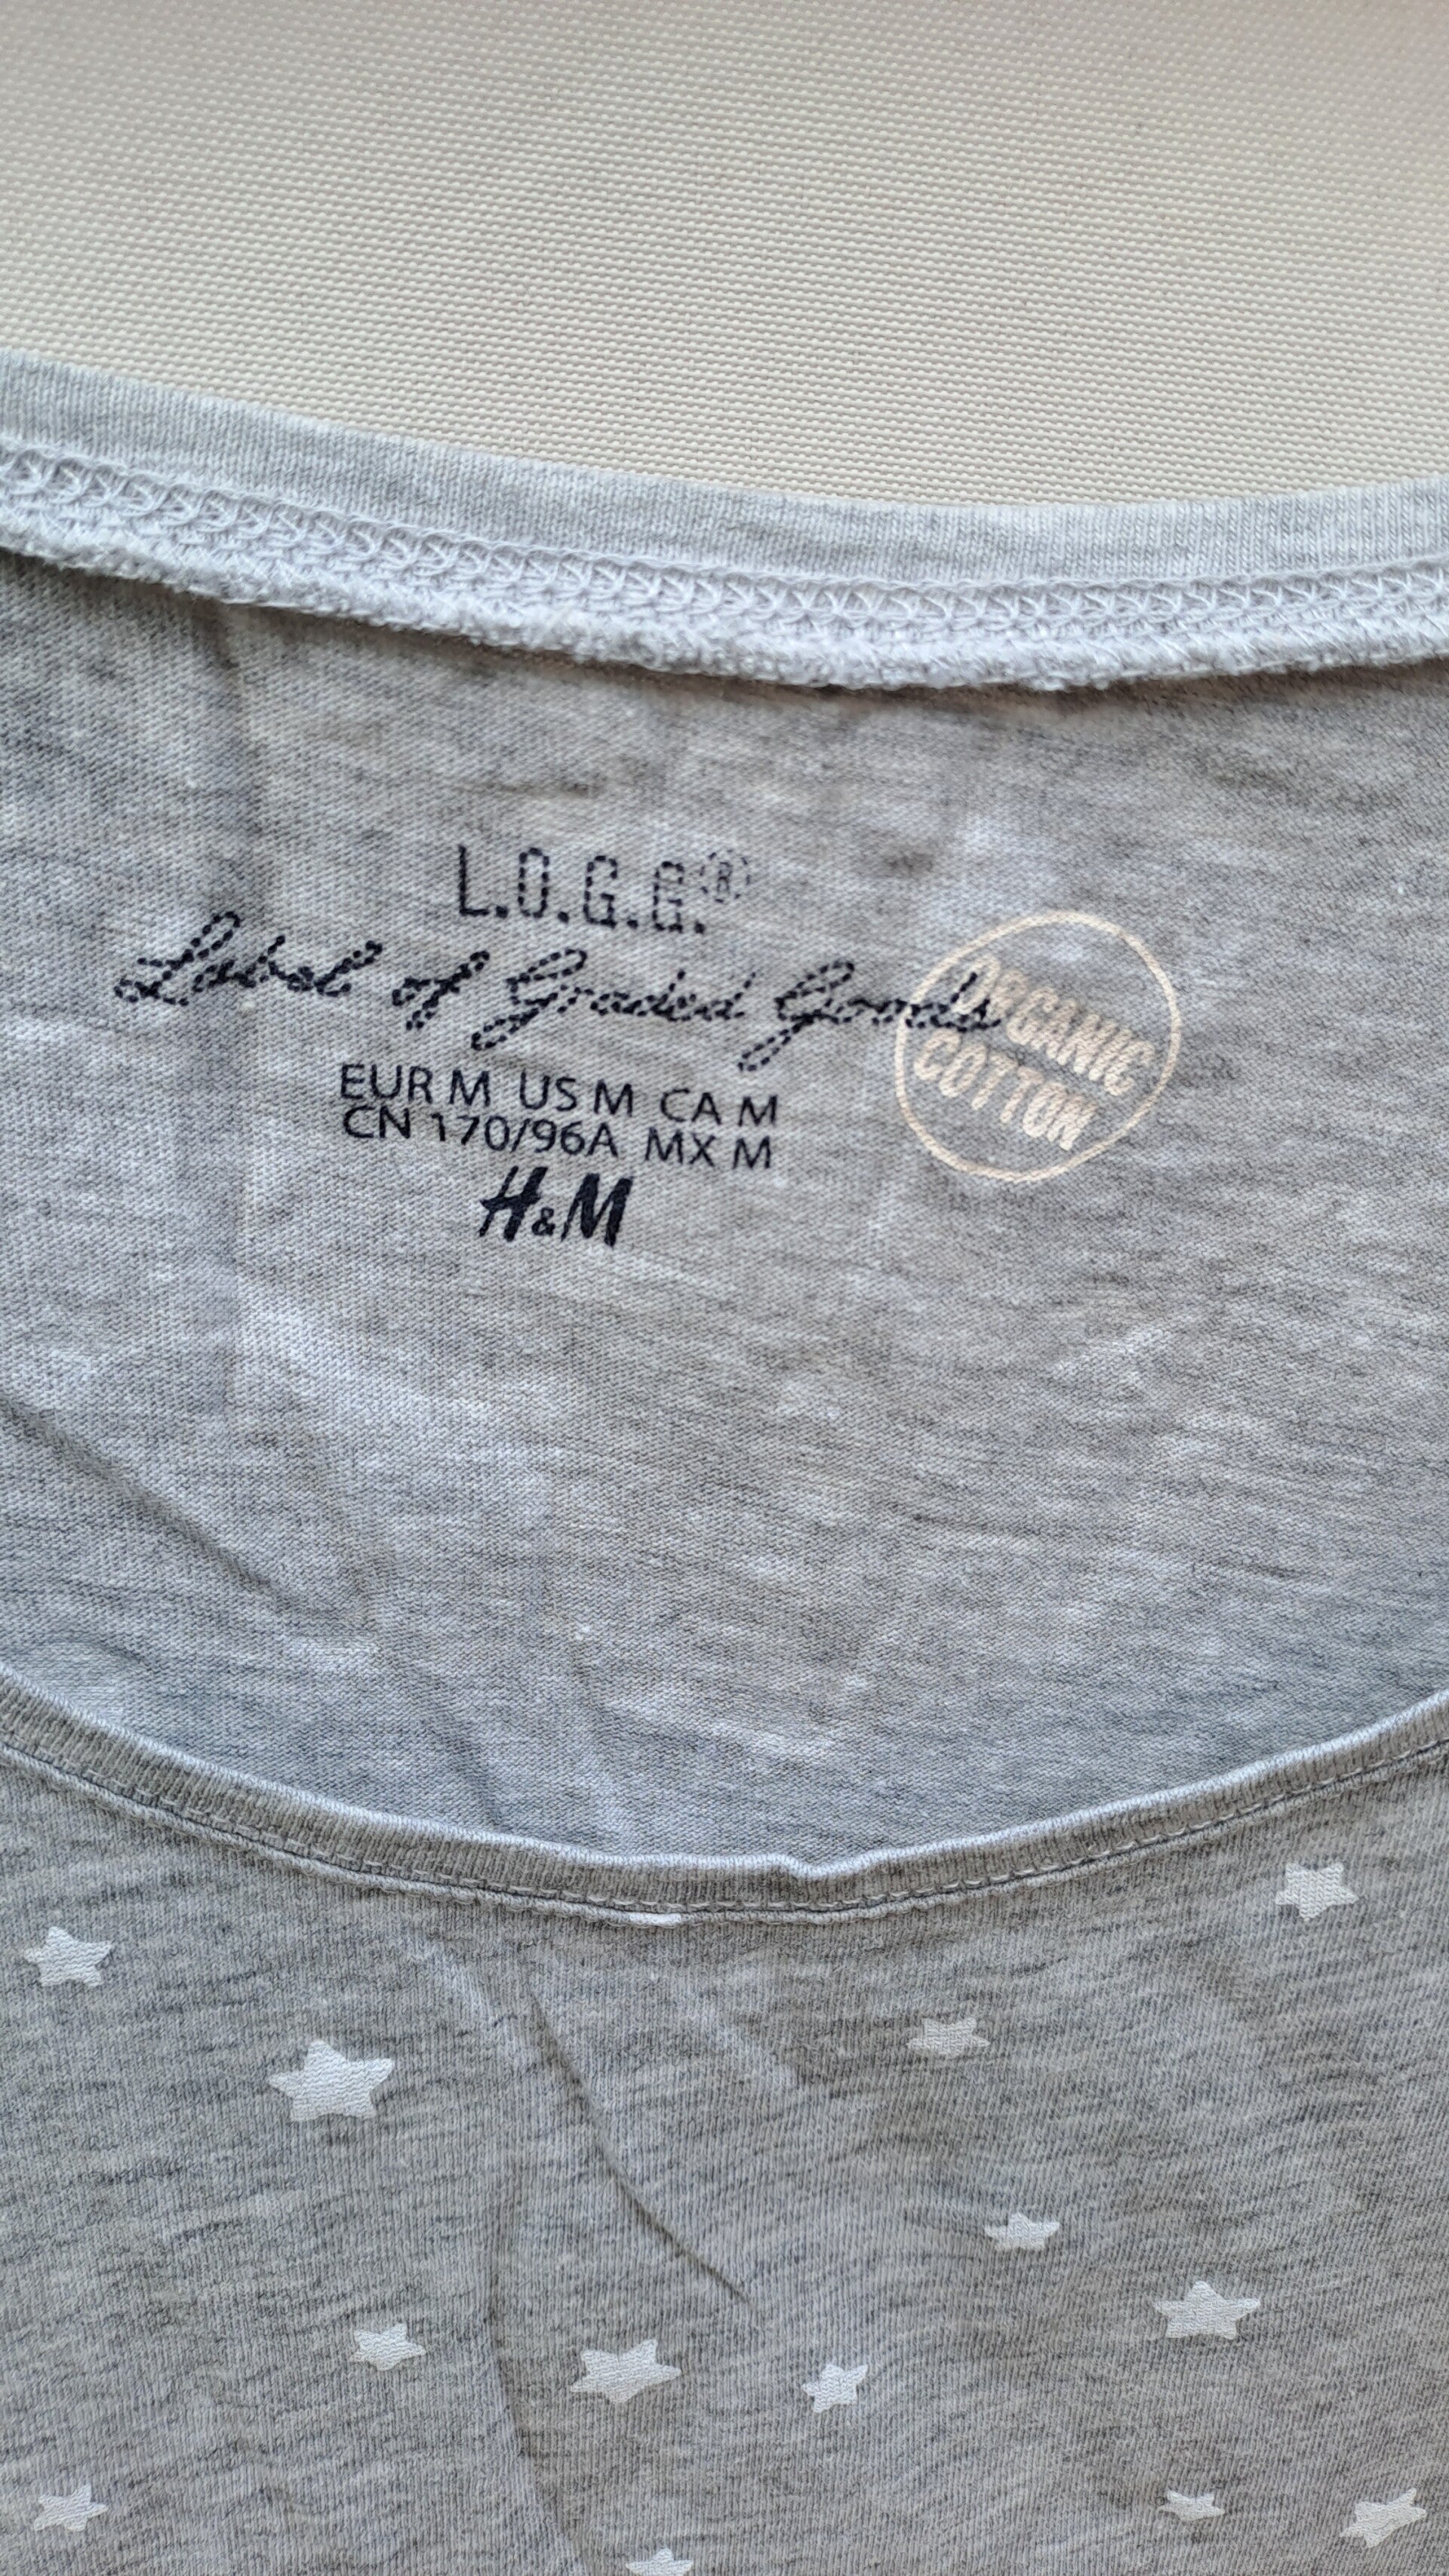 L.O.G.G.®
Label of Graded Goods
ORGANIC
COTTON
EUR M US M CA M
CN 170/96A MX M
H&M